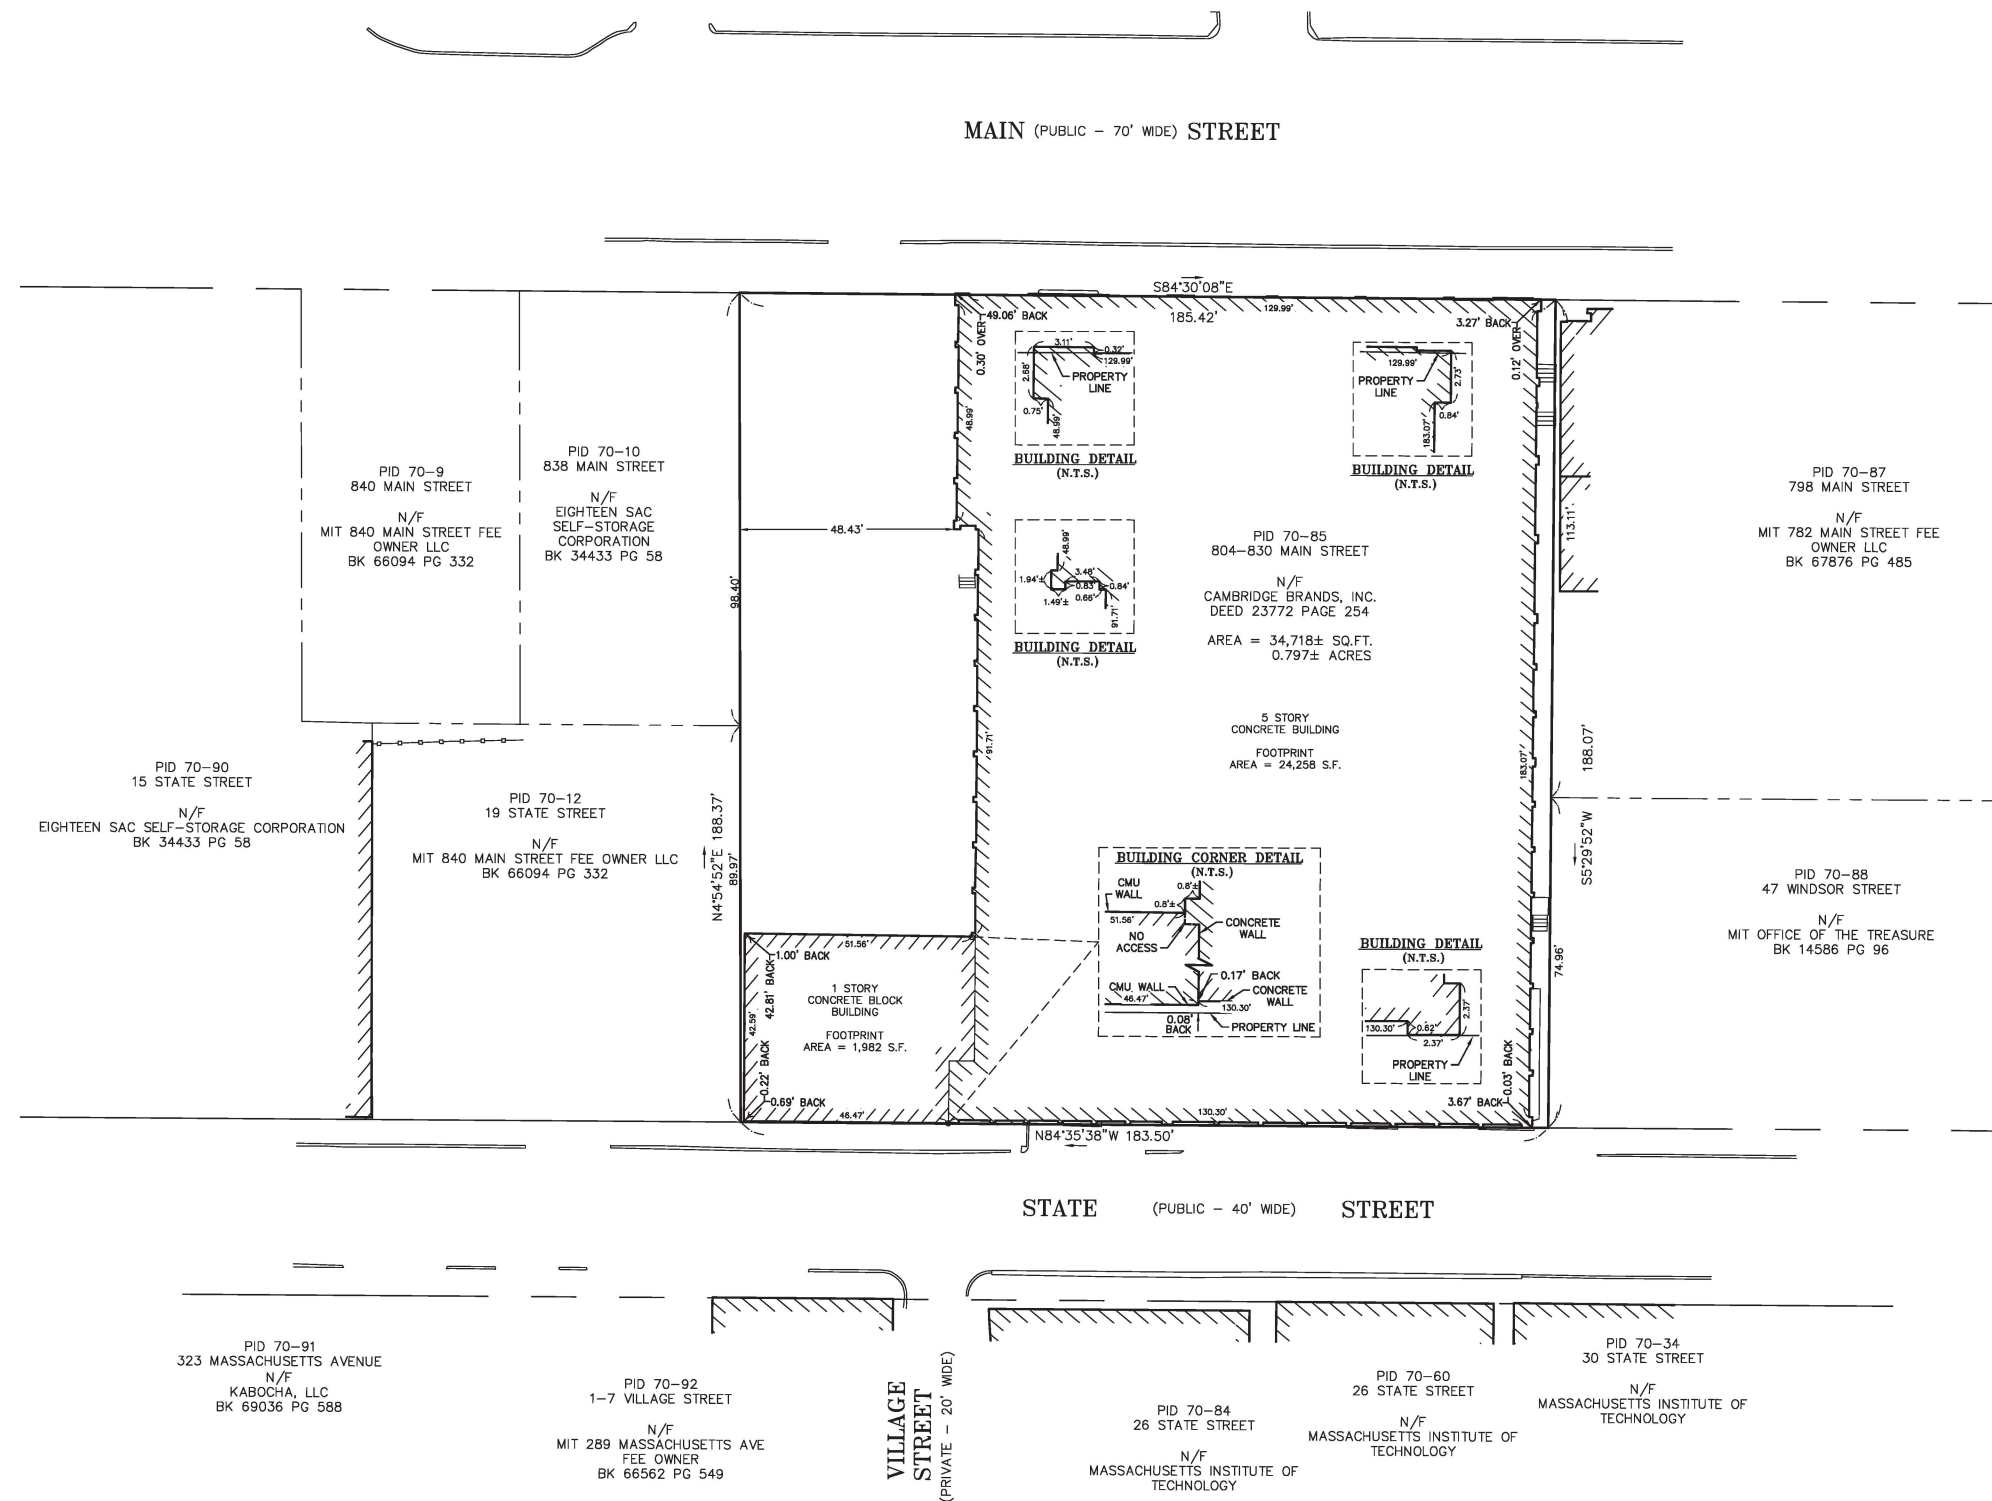 MAIN (PUBLIC – 70' WIDE) STREET
S84°30'08"E
129.99'
185.42'
49.06' BACK
0.30' OVER
3.27' BACK
0.12' OVER
3.11'
0.32'
129.99'
2.68'
PROPERTY
LINE
0.75'
48.99'
BUILDING DETAIL
(N.T.S.)
129.99'
PROPERTY
LINE
2.73'
0.84'
183.07'
BUILDING DETAIL
(N.T.S.)
48.99'
PID 70-9
840 MAIN STREET
N/F
MIT 840 MAIN STREET FEE
OWNER LLC
BK 66094 PG 332
PID 70-10
838 MAIN STREET
N/F
EIGHTEEN SAC
SELF-STORAGE
CORPORATION
BK 34433 PG 58
48.43'
98.40'
48.99'
1.94'±
3.48'
0.83'
0.84'
1.49'±
0.66'
91.71'
BUILDING DETAIL
(N.T.S.)
PID 70-85
804-830 MAIN STREET
N/F
CAMBRIDGE BRANDS, INC.
DEED 23772 PAGE 254
AREA = 34,718± SQ.FT.
0.797± ACRES
5 STORY
CONCRETE BUILDING
FOOTPRINT
AREA = 24,258 S.F.
113.11'
PID 70-87
798 MAIN STREET
N/F
MIT 782 MAIN STREET FEE
OWNER LLC
BK 67876 PG 485
91.71'
183.07'
188.07'
S5°29'52"W
74.96'
PID 70-90
15 STATE STREET
N/F
EIGHTEEN SAC SELF-STORAGE CORPORATION
BK 34433 PG 58
PID 70-12
19 STATE STREET
N/F
MIT 840 MAIN STREET FEE OWNER LLC
BK 66094 PG 332
N4°54'52"E 188.37'
89.97'
BUILDING CORNER DETAIL
(N.T.S.)
CMU
WALL
0.8'±
0.8'±
51.56'
NO
ACCESS
CONCRETE
WALL
0.17' BACK
CMU WALL
46.47'
CONCRETE
WALL
130.30'
0.08'
BACK
PROPERTY LINE
PID 70-88
47 WINDSOR STREET
N/F
MIT OFFICE OF THE TREASURE
BK 14586 PG 96
51.56'
1.00' BACK
42.81' BACK
42.59'
1 STORY
CONCRETE BLOCK
BUILDING
FOOTPRINT
AREA = 1,982 S.F.
0.22' BACK
0.69' BACK
46.47'
BUILDING DETAIL
(N.T.S.)
130.30'
0.62'
2.37'
2.37'
PROPERTY
LINE
0.03' BACK
3.67' BACK
130.30'
N84°35'38"W 183.50'
STATE (PUBLIC – 40' WIDE) STREET
PID 70-91
323 MASSACHUSETTS AVENUE
N/F
KABOCHA, LLC
BK 69036 PG 588
PID 70-92
1-7 VILLAGE STREET
N/F
MIT 289 MASSACHUSETTS AVE
FEE OWNER
BK 66562 PG 549
VILLAGE
STREET
(PRIVATE – 20' WIDE)
PID 70-84
26 STATE STREET
N/F
MASSACHUSETTS INSTITUTE OF
TECHNOLOGY
PID 70-60
26 STATE STREET
N/F
MASSACHUSETTS INSTITUTE OF
TECHNOLOGY
PID 70-34
30 STATE STREET
N/F
MASSACHUSETTS INSTITUTE OF
TECHNOLOGY